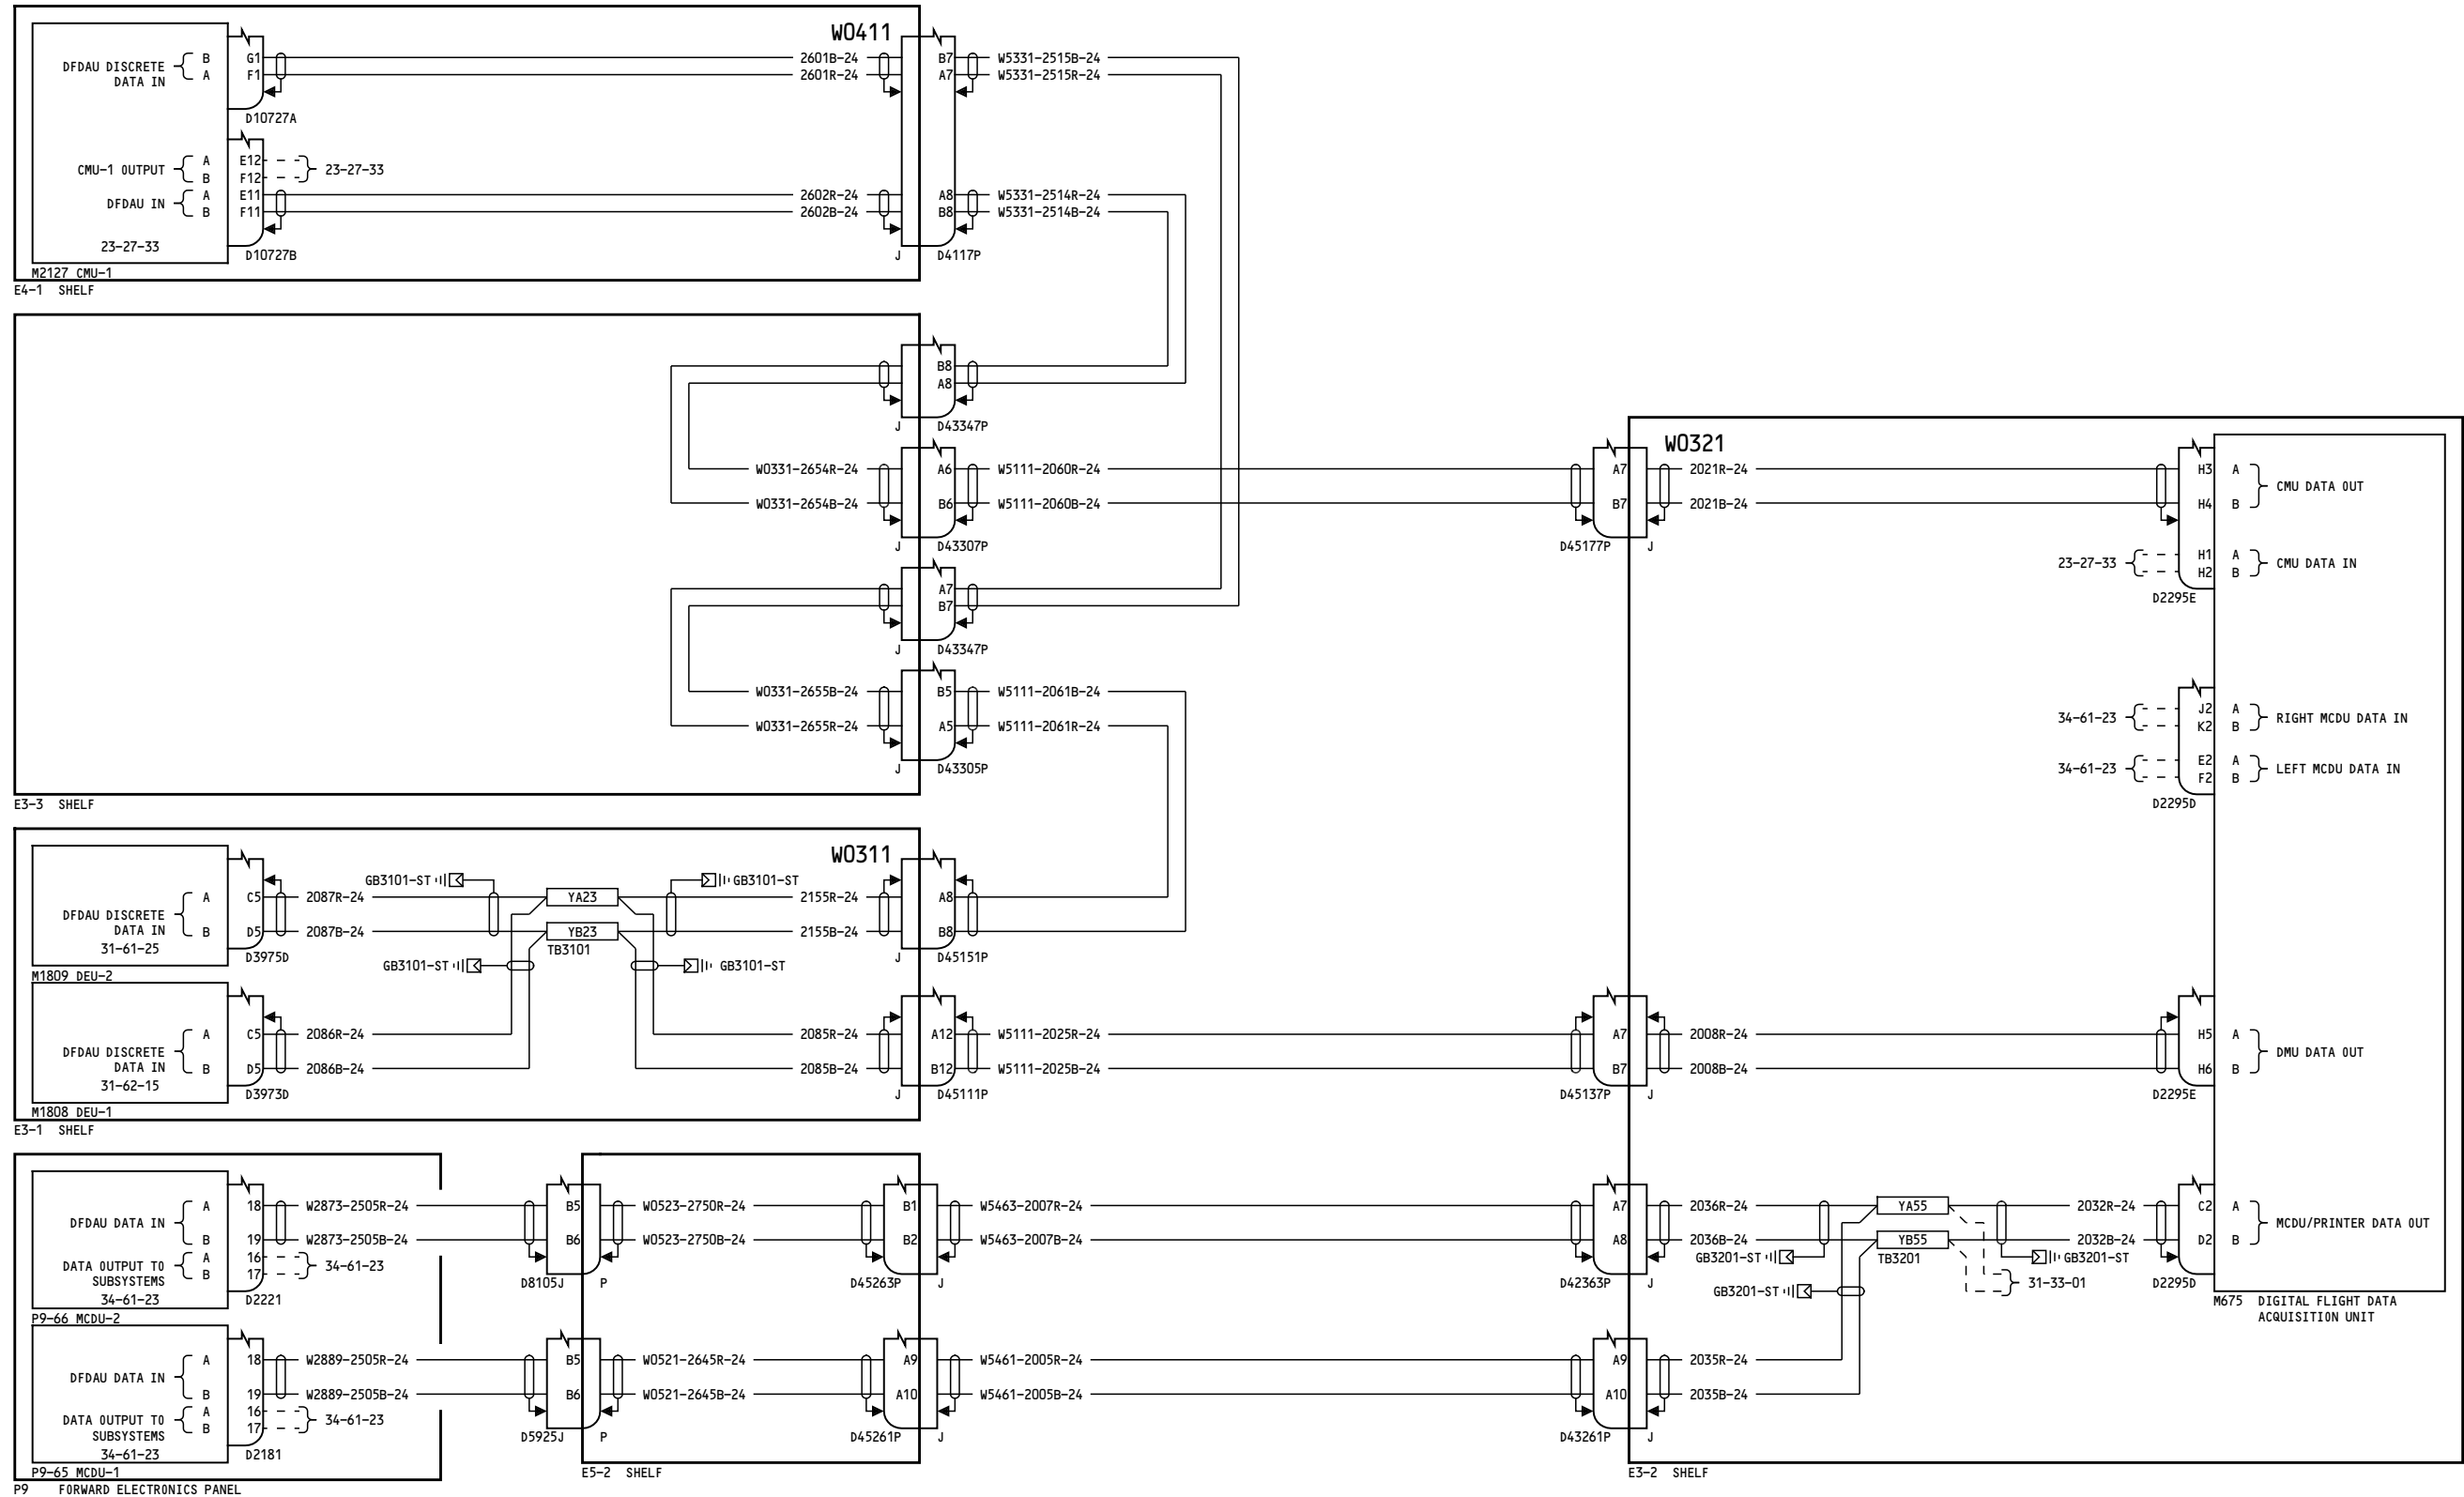 W0411
DFDAU DISCRETE
DATA IN
B G1 2601B-24 B7 W5331-2515B-24
A F1 2601R-24 A7 W5331-2515R-24
D10727A
CMU-1 OUTPUT
A E12
B F12
23-27-33
DFDAU IN
A E11 2602R-24 A8 W5331-2514R-24
B F11 2602B-24 B8 W5331-2514B-24
23-27-33
D10727B J D4117P
M2127 CMU-1
E4-1 SHELF
B8
A8
J D43347P
W0331-2654R-24 A6 W5111-2060R-24
W0331-2654B-24 B6 W5111-2060B-24
J D43307P
A7
B7
J D43347P
W0331-2655B-24 B5 W5111-2061B-24
W0331-2655R-24 A5 W5111-2061R-24
J D43305P
E3-3 SHELF
W0311
DFDAU DISCRETE
DATA IN
31-61-25
A C5 2087R-24 YA23 2155R-24 A8
B D5 2087B-24 YB23 2155B-24 B8
GB3101-ST
GB3101-ST
TB3101
GB3101-ST
GB3101-ST
D3975D J D45151P
M1809 DEU-2
DFDAU DISCRETE
DATA IN
31-62-15
A C5 2086R-24 2085R-24 A12 W5111-2025R-24
B D5 2086B-24 2085B-24 B12 W5111-2025B-24
D3973D J D45111P
M1808 DEU-1
E3-1 SHELF
DFDAU DATA IN
A 18 W2873-2505R-24 B5 W0523-2750R-24 B1 W5463-2007R-24
B 19 W2873-2505B-24 B6 W0523-2750B-24 B2 W5463-2007B-24
DATA OUTPUT TO
SUBSYSTEMS
A 16
B 17
34-61-23
34-61-23
D2221 D8105J P D45263P J
P9-66 MCDU-2
DFDAU DATA IN
A 18 W2889-2505R-24 B5 W0521-2645R-24 A9 W5461-2005R-24
B 19 W2889-2505B-24 B6 W0521-2645B-24 A10 W5461-2005B-24
DATA OUTPUT TO
SUBSYSTEMS
A 16
B 17
34-61-23
34-61-23
D2181 D5925J P D45261P J
P9-65 MCDU-1
P9 FORWARD ELECTRONICS PANEL
E5-2 SHELF
W0321
A7 2021R-24 H3 A
B7 2021B-24 H4 B
CMU DATA OUT
D45177P J
23-27-33
H1 A
H2 B
CMU DATA IN
D2295E
34-61-23
J2 A
K2 B
RIGHT MCDU DATA IN
34-61-23
E2 A
F2 B
LEFT MCDU DATA IN
D2295D
A7 2008R-24 H5 A
B7 2008B-24 H6 B
DMU DATA OUT
D45137P J D2295E
A7 2036R-24 YA55 2032R-24 C2 A
A8 2036B-24 YB55 2032B-24 D2 B
MCDU/PRINTER DATA OUT
GB3201-ST TB3201 GB3201-ST
D42363P J D2295D
31-33-01
GB3201-ST
M675 DIGITAL FLIGHT DATA
ACQUISITION UNIT
A9 2035R-24
A10 2035B-24
D43261P J
E3-2 SHELF